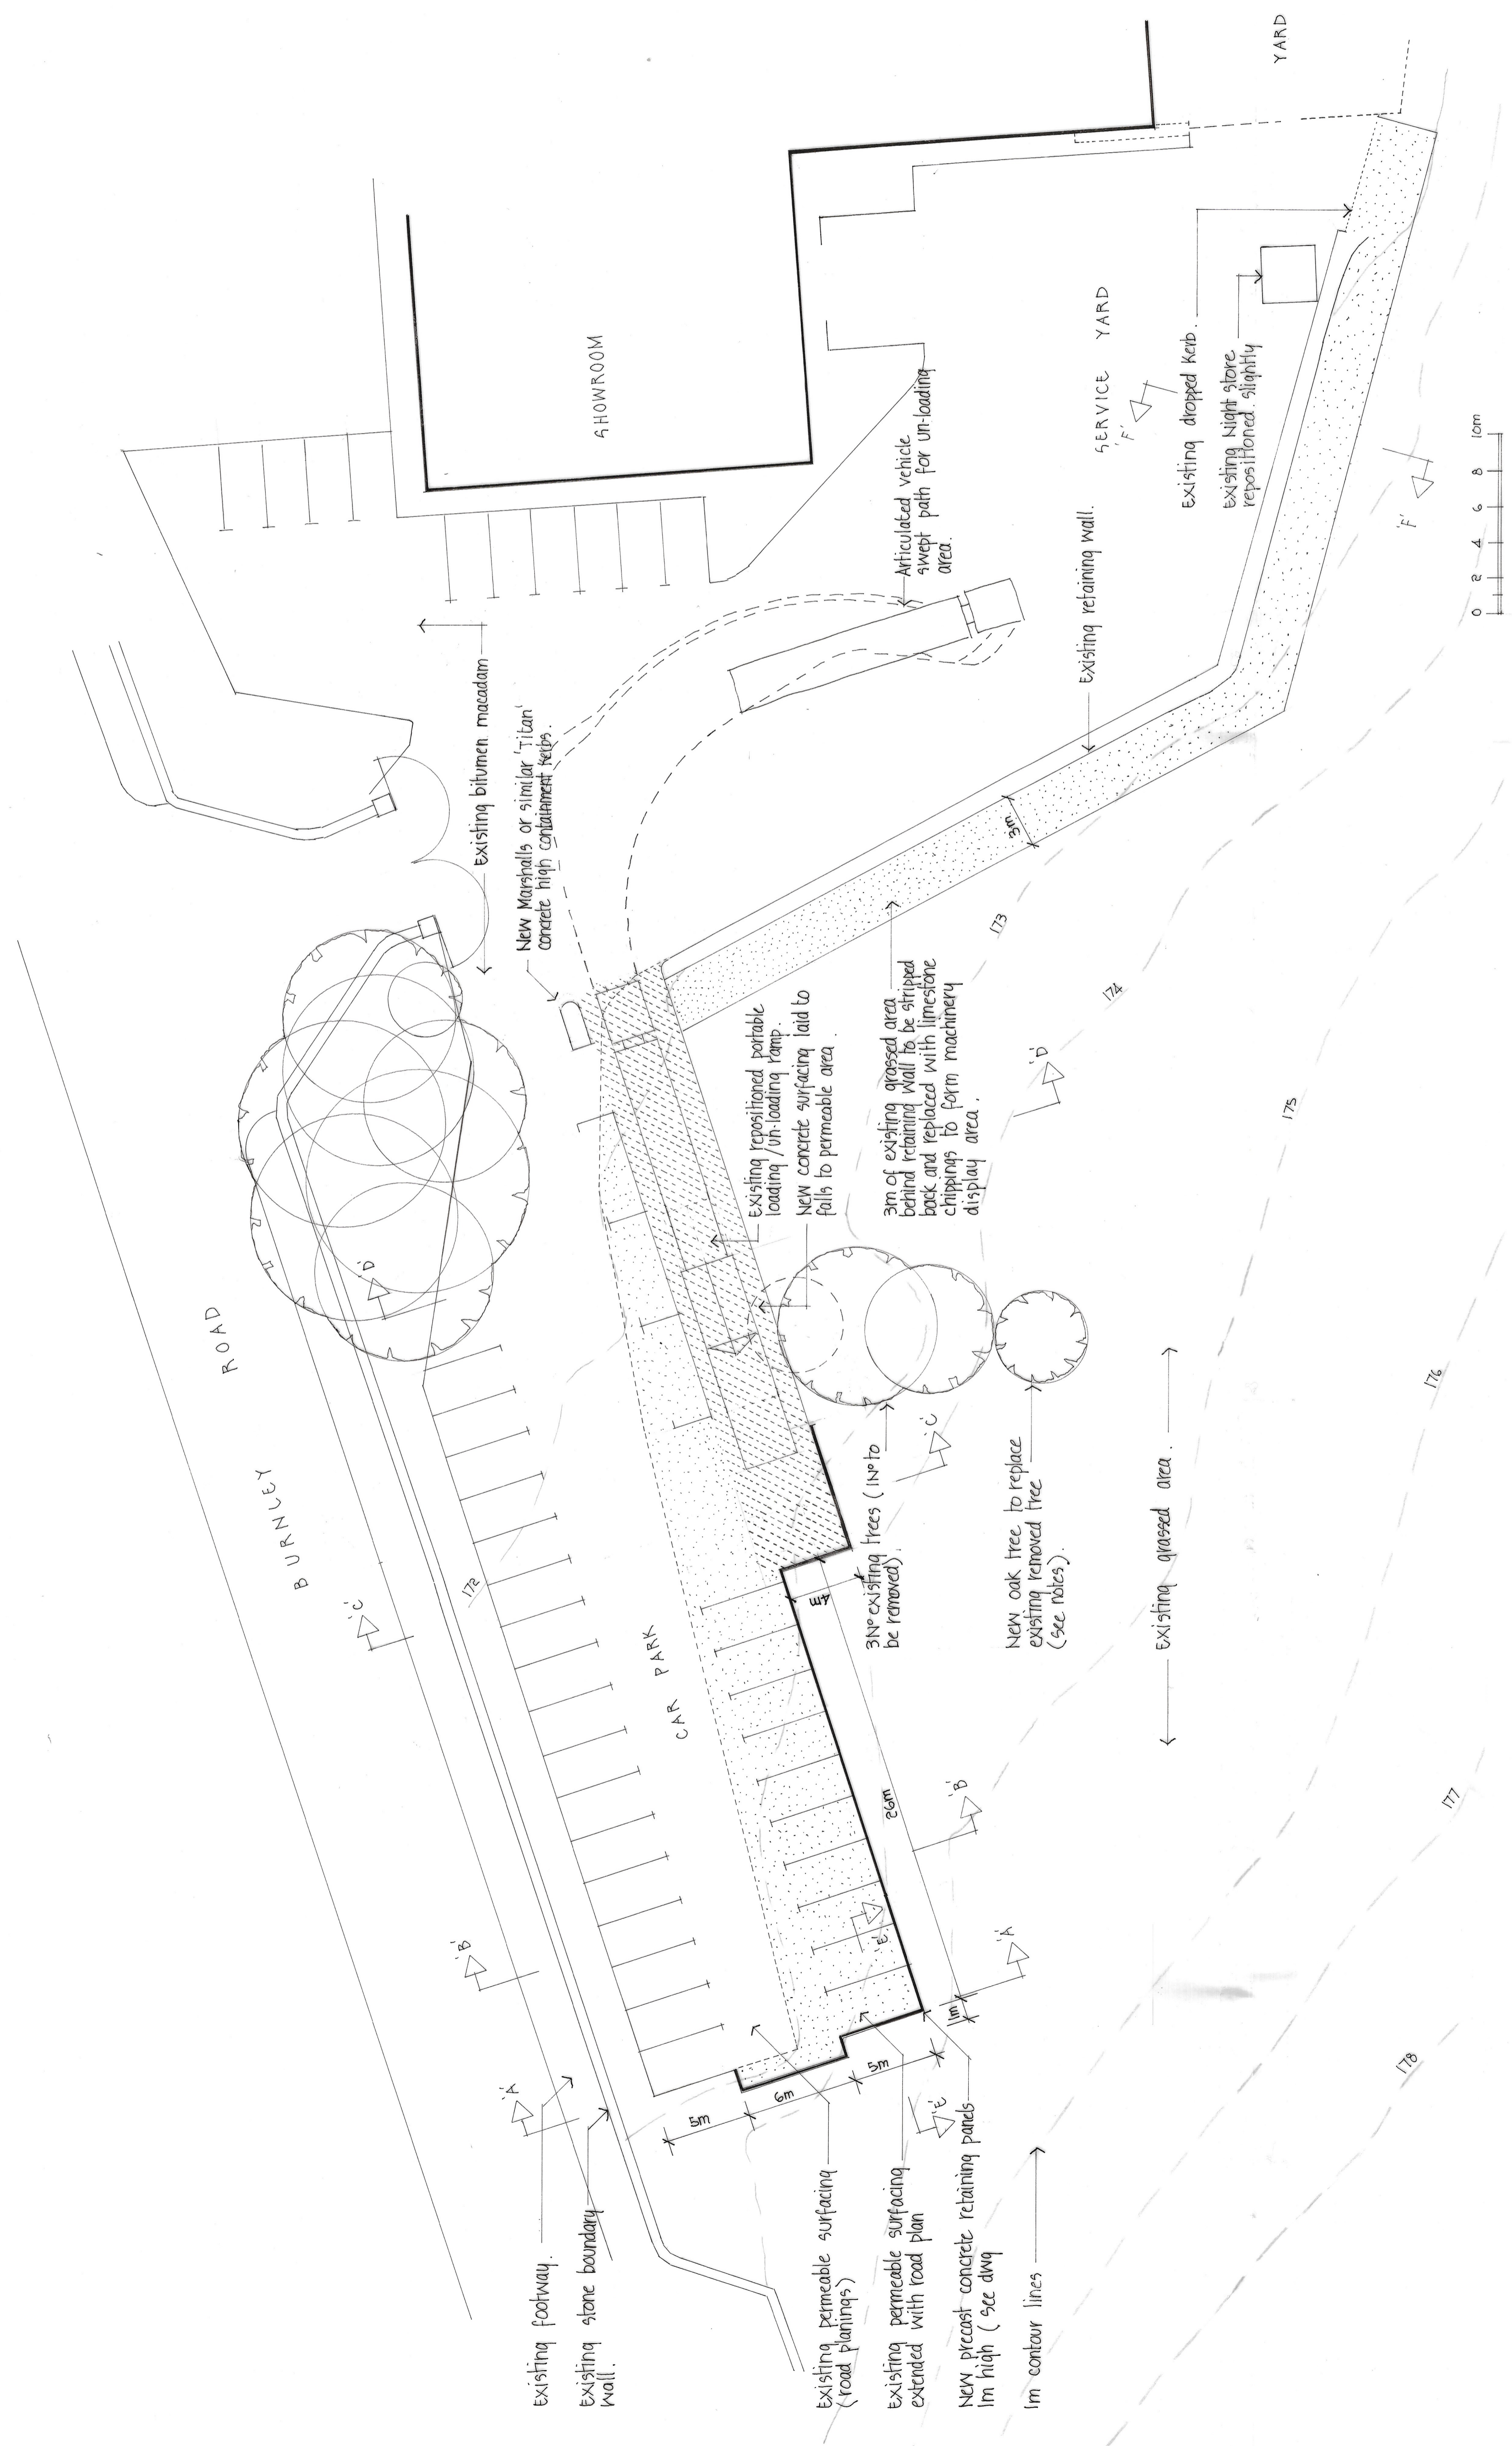 BURNLEY ROAD
CAR PARK
SHOWROOM
SERVICE YARD
YARD
Existing footway.
Existing stone boundary
wall.
Existing permeable surfacing
(road planings)
Existing permeable surfacing
extended with road plan
New precast concrete retaining panels
1m high (see dwg
1m contour lines
3Nº existing trees (1Nº to
be removed).
New oak tree to replace
existing removed tree
(see notes).
Existing grassed area.
Existing repositioned portable
loading/un-loading ramp.
New concrete surfacing laid to
falls to permeable area.
3m of existing grassed area
behind retaining wall to be stripped
back and replaced with limestone
chippings to form machinery
display area.
New Marshalls or similar 'Titan'
concrete high containment kerbs.
Existing bitumen macadam
Articulated vehicle
swept path for un-loading
area.
Existing retaining wall.
Existing dropped kerb.
Existing Night store
repositioned slightly
5m
6m
5m
1m
26m
4m
3m
172
173
174
175
176
177
178
'A'
'A'
'B'
'B'
'C'
'C'
'D'
'D'
'E'
'E'
'F'
'F'
0 2 4 6 8 10m